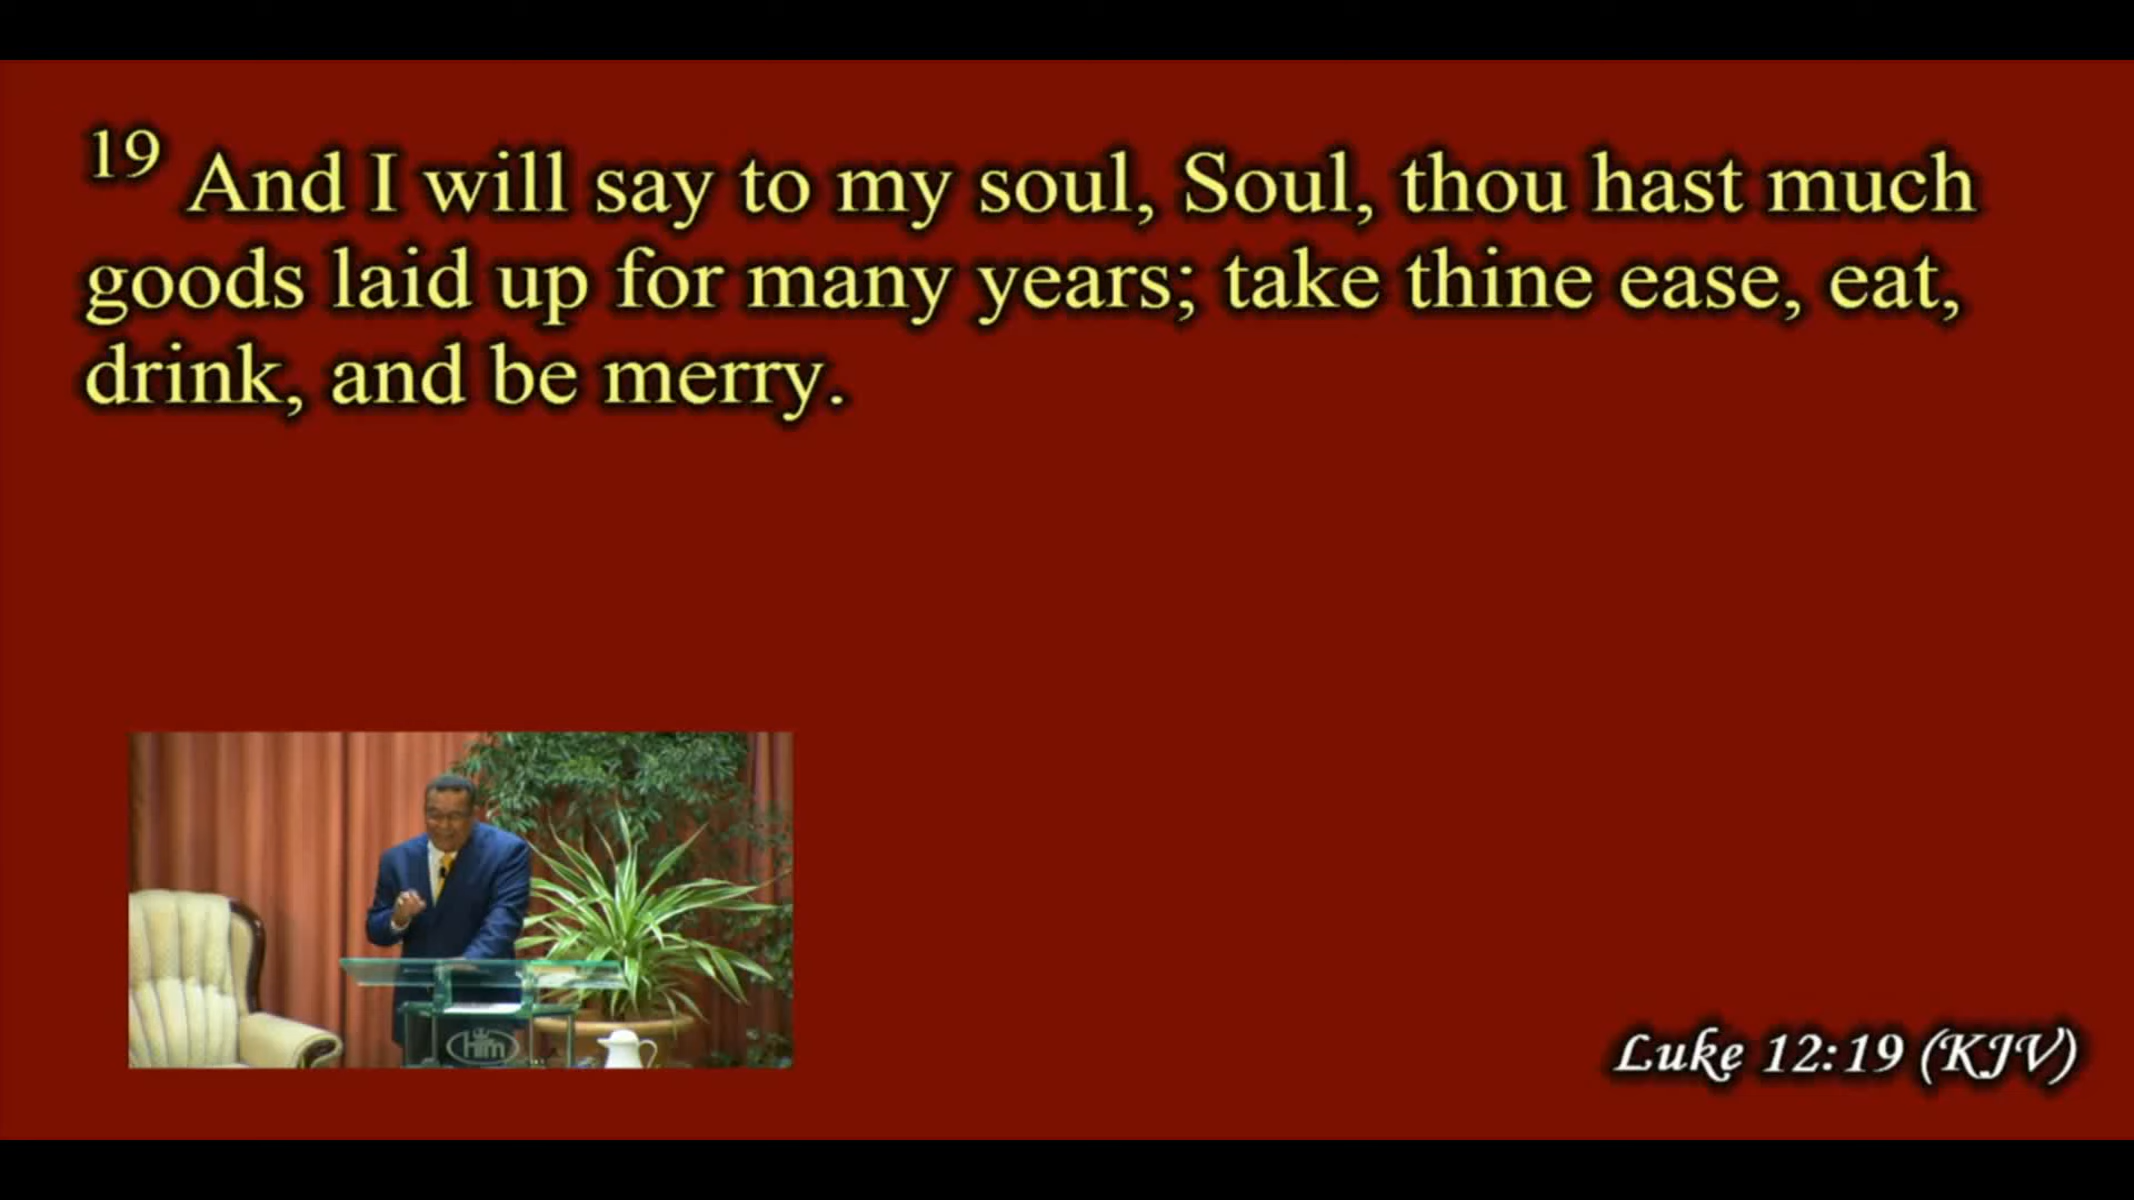 19 And I will say to my soul, Soul, thou hast much
goods laid up for many years; take thine ease, eat,
drink, and be merry.
Hifm
Luke 12:19 (KJV)